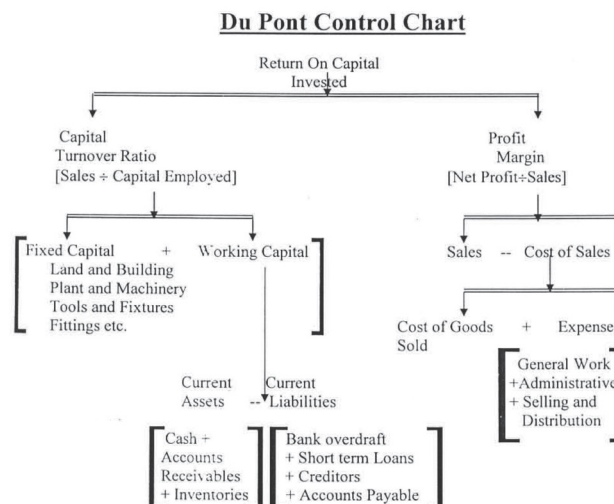 Du Pont Control Chart
Return On Capital
Invested
Capital
Turnover Ratio
[Sales ÷ Capital Employed]
Profit
Margin
[Net Profit÷Sales]
Fixed Capital + Working Capital
Land and Building
Plant and Machinery
Tools and Fixtures
Fittings etc.
Sales -- Cost of Sales
Cost of Goods + Expense
Sold
General Work
+Administrative
+ Selling and
Distribution
Current Current
Assets -- Liabilities
Cash +
Accounts
Receivables
+ Inventories
Bank overdraft
+ Short term Loans
+ Creditors
+ Accounts Payable